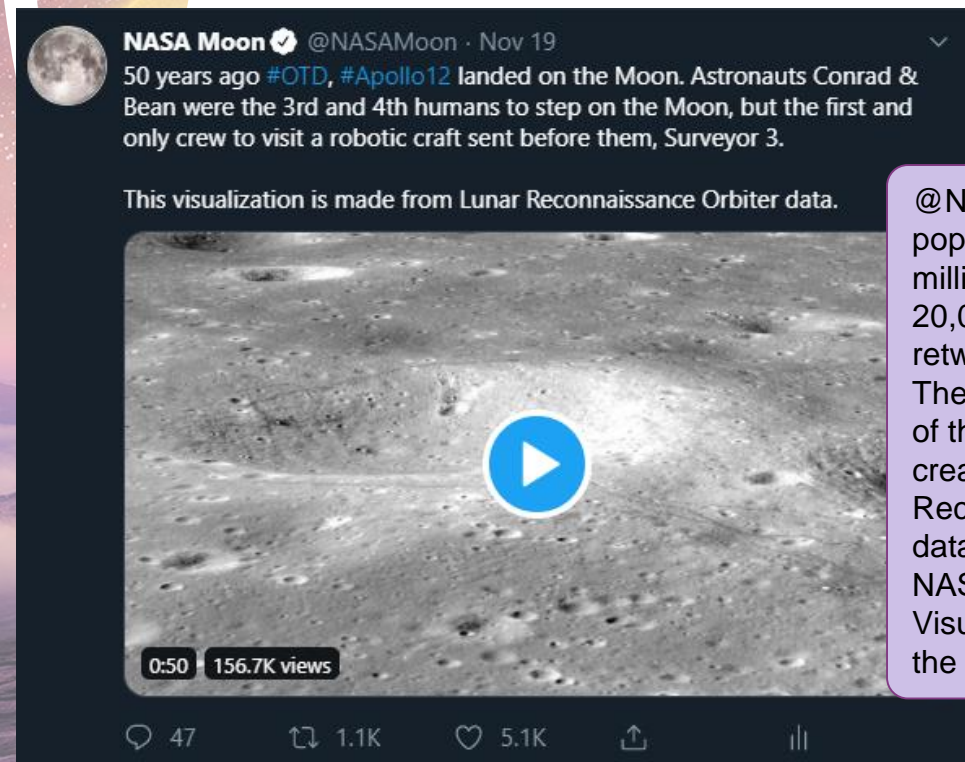 NASA Moon @NASAMoon · Nov 19
50 years ago #OTD, #Apollo12 landed on the Moon. Astronauts Conrad &
Bean were the 3rd and 4th humans to step on the Moon, but the first and
only crew to visit a robotic craft sent before them, Surveyor 3.
This visualization is made from Lunar Reconnaissance Orbiter data.
0:50 156.7K views
47 1.1K 5.1K
@N
pop
milli
20,0
retw
The
of th
crea
Rec
data
NAS
Visu
the